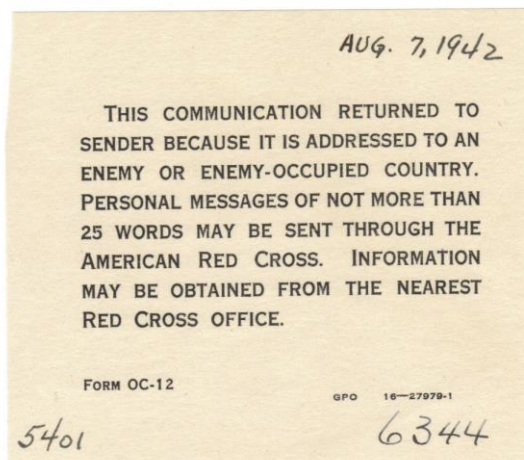 AUG. 7, 1942
THIS COMMUNICATION RETURNED TO
SENDER BECAUSE IT IS ADDRESSED TO AN
ENEMY OR ENEMY-OCCUPIED COUNTRY.
PERSONAL MESSAGES OF NOT MORE THAN
25 WORDS MAY BE SENT THROUGH THE
AMERICAN RED CROSS. INFORMATION
MAY BE OBTAINED FROM THE NEAREST
RED CROSS OFFICE.
FORM OC-12
GPO 16—27979-1
5401
6344